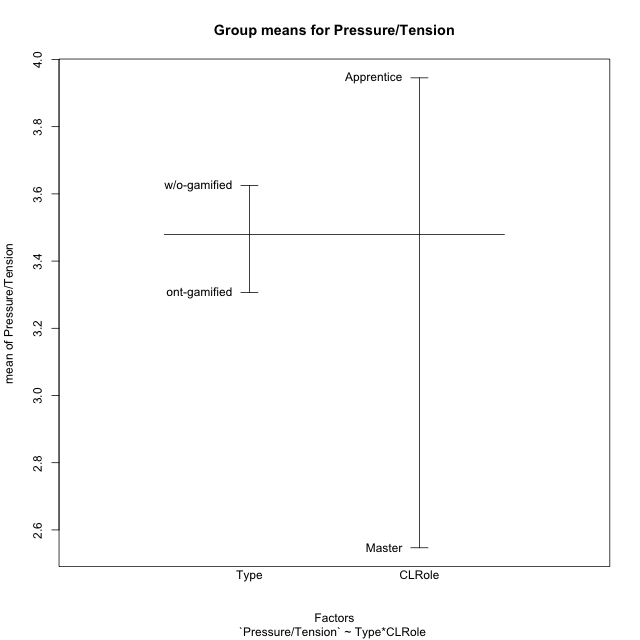 Group means for Pressure/Tension
mean of Pressure/Tension
4.0
3.8
3.6
3.4
3.2
3.0
2.8
2.6
Apprentice
w/o-gamified
ont-gamified
Master
Type
CLRole
Factors
`Pressure/Tension` ~ Type*CLRole